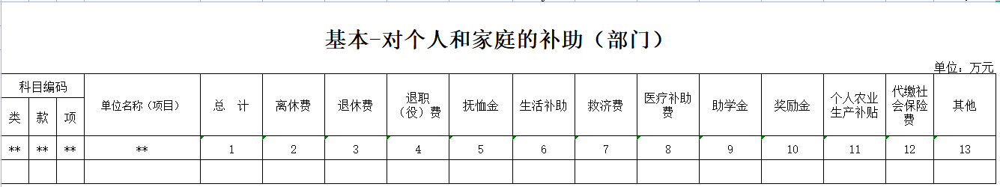 基本-对个人和家庭的补助（部门）
单位：万元
科目编码 单位名称（项目） 总　计 离休费 退休费 退职（役）费 抚恤金 生活补助 救济费 医疗补助费 助学金 奖励金 个人农业生产补贴 代缴社会保险费 其他
类 款 项
** ** ** ** 1 2 3 4 5 6 7 8 9 10 11 12 13